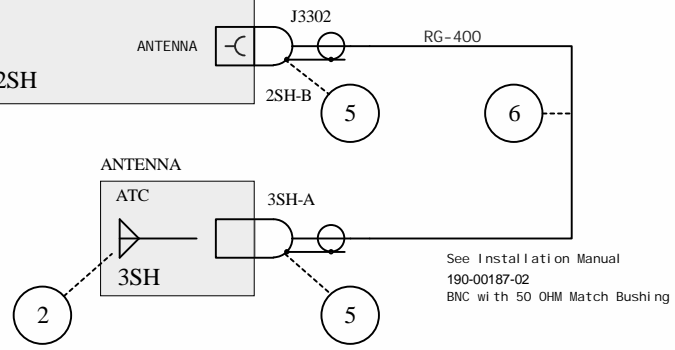 J3302
ANTENNA
RG-400
2SH
2SH-B
5
6
ANTENNA
ATC
3SH-A
3SH
See Installation Manual
190-00187-02
BNC with 50 OHM Match Bushing
2
5